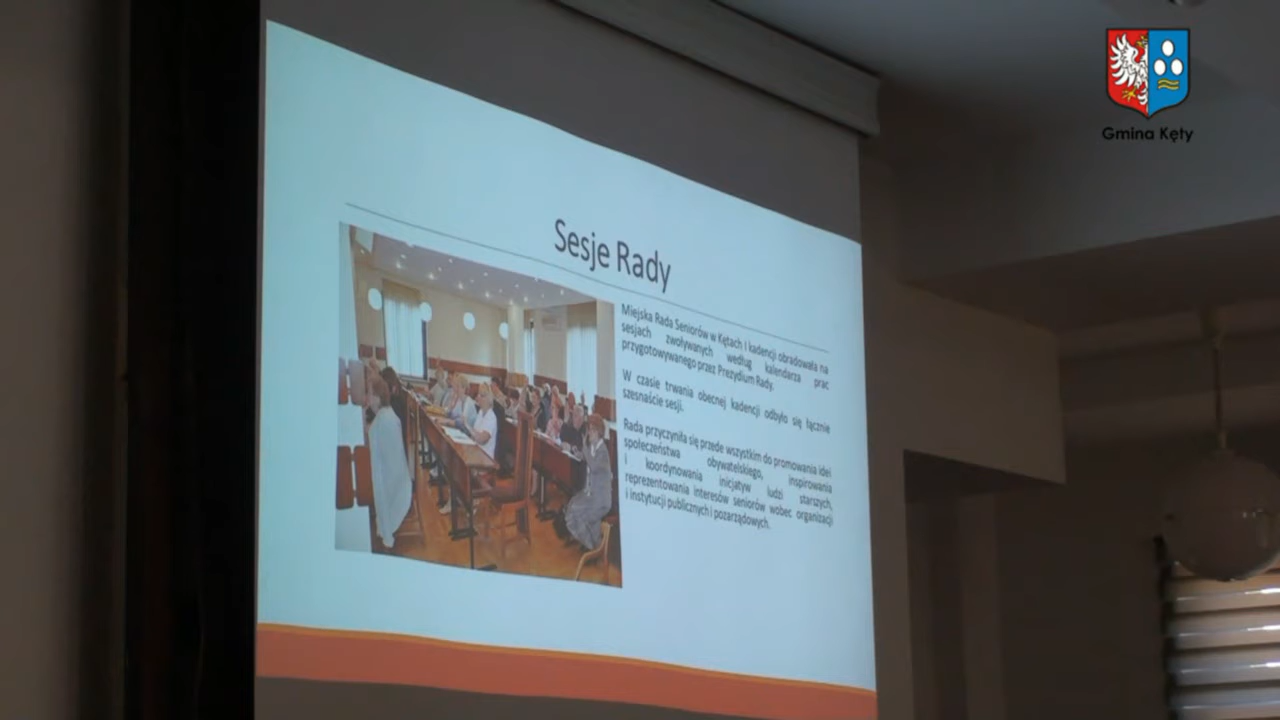 Gmina Kęty
Sesje Rady
Miejska Rada Seniorów w Kętach I kadencji obradowała na
sesjach zwoływanych według kalendarza prac
przygotowywanego przez Prezydium Rady.
W czasie trwania obecnej kadencji odbyło się łącznie
szesnaście sesji.
Rada przyczyniła się przede wszystkim do promowania idei
społeczeństwa obywatelskiego, inspirowania
i koordynowania inicjatyw ludzi starszych,
reprezentowania interesów seniorów wobec organizacji
i instytucji publicznych i pozarządowych.